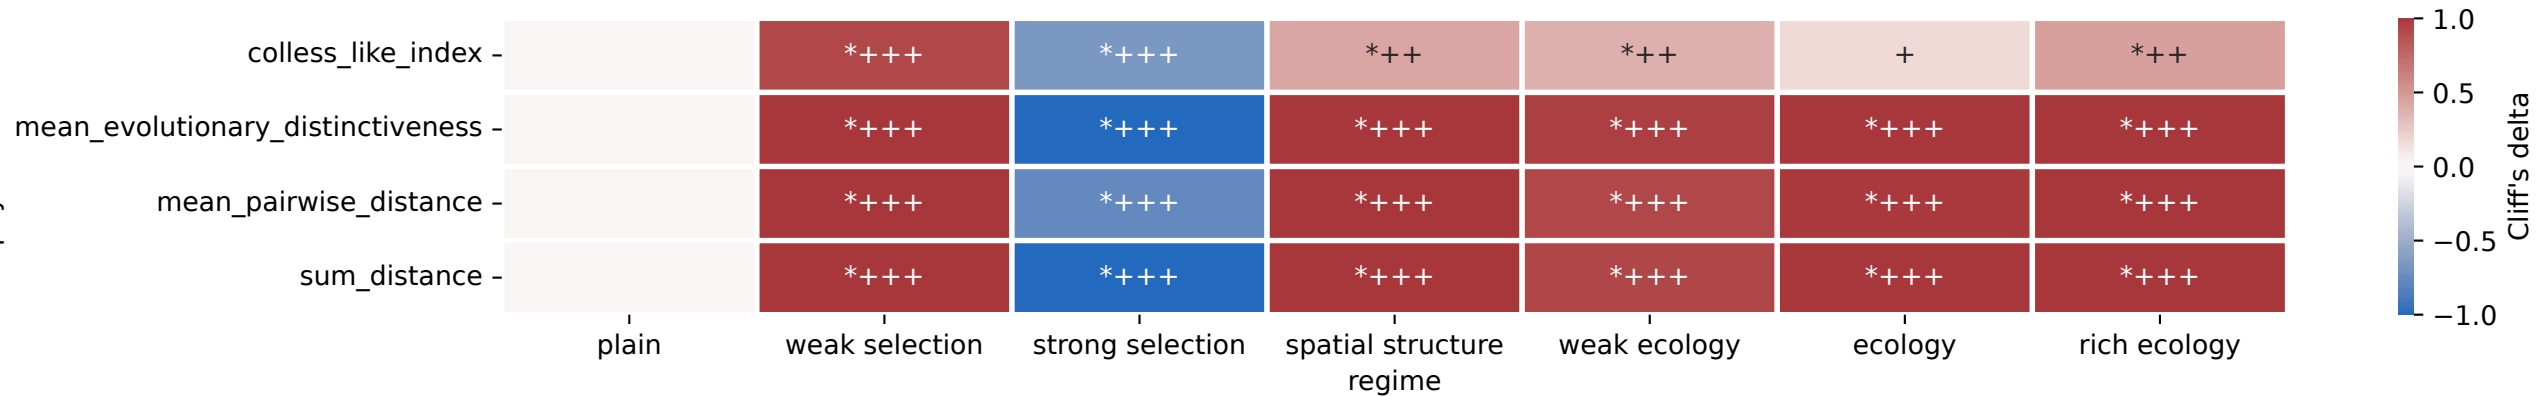 colless_like_index *+++ *+++ *++ *++ + *++
mean_evolutionary_distinctiveness *+++ *+++ *+++ *+++ *+++ *+++
mean_pairwise_distance *+++ *+++ *+++ *+++ *+++ *+++
sum_distance *+++ *+++ *+++ *+++ *+++ *+++
plain weak selection strong selection spatial structure weak ecology ecology rich ecology
regime
1.0
0.5
0.0
−0.5
−1.0
Cliff's delta